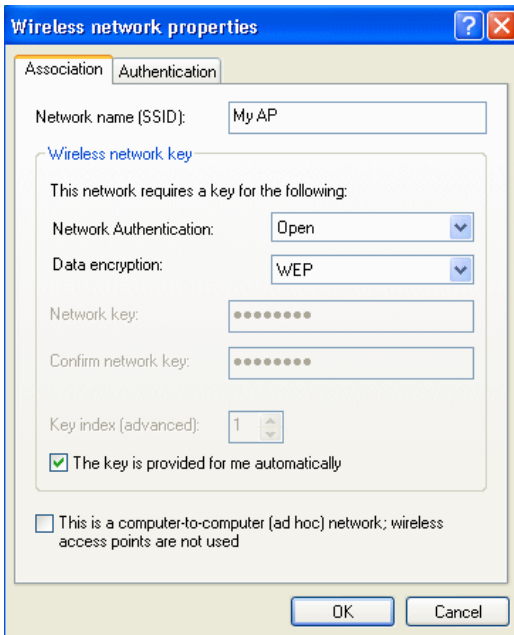 Wireless network properties
Association
Authentication
Network name (SSID):
My AP
Wireless network key
This network requires a key for the following:
Network Authentication:
Open
Data encryption:
WEP
Network key:
••••••••
Confirm network key:
••••••••
Key index (advanced):
1
The key is provided for me automatically
This is a computer-to-computer (ad hoc) network; wireless
access points are not used
OK
Cancel